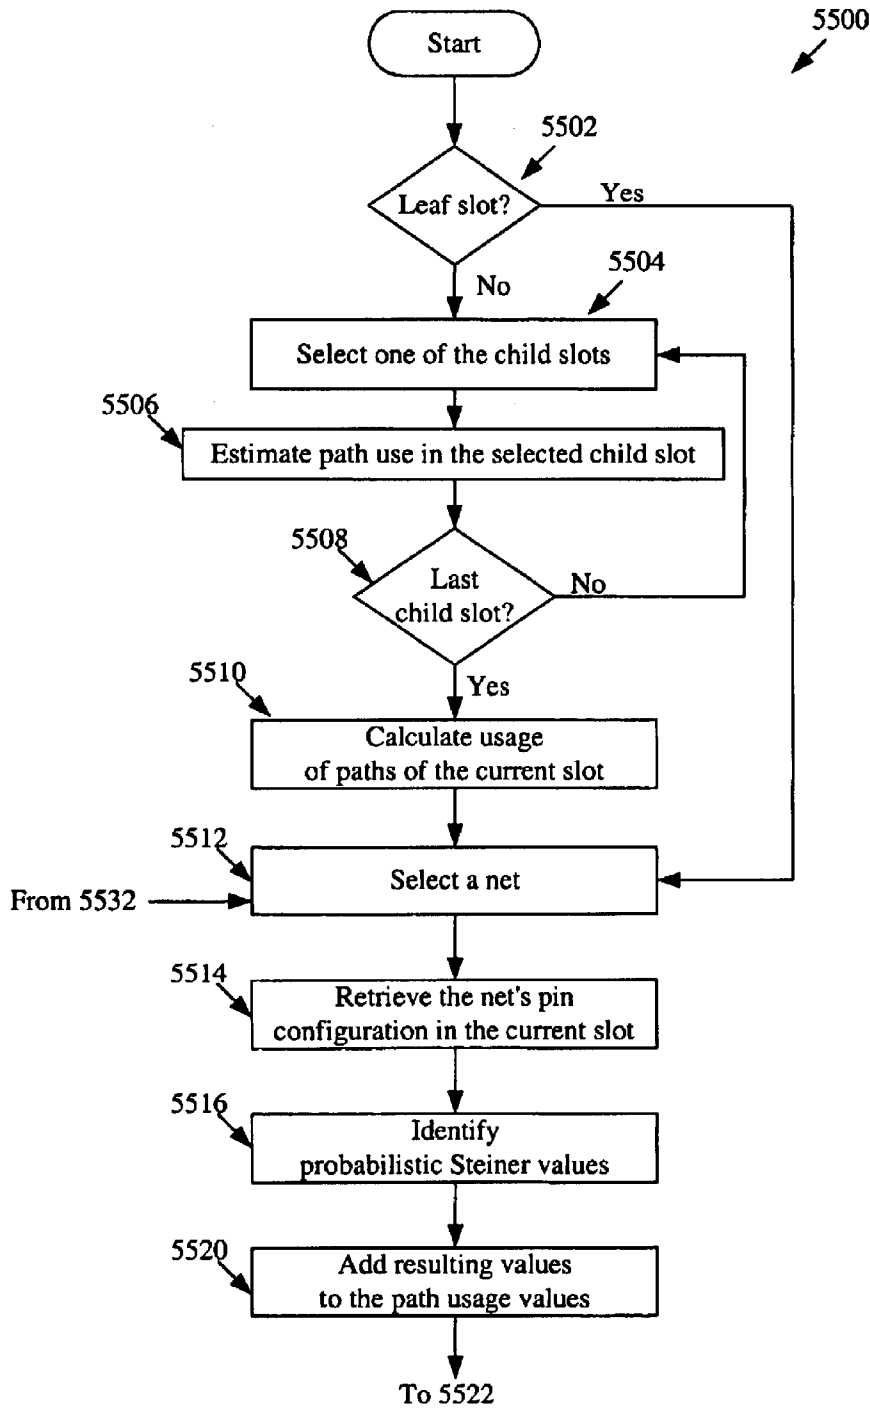 5500
Start
5502
Leaf slot?
Yes
No
5504
Select one of the child slots
5506
Estimate path use in the selected child slot
5508
Last
child slot?
No
Yes
5510
Calculate usage
of paths of the current slot
5512
Select a net
From 5532
5514
Retrieve the net's pin
configuration in the current slot
5516
Identify
probabilistic Steiner values
5520
Add resulting values
to the path usage values
To 5522